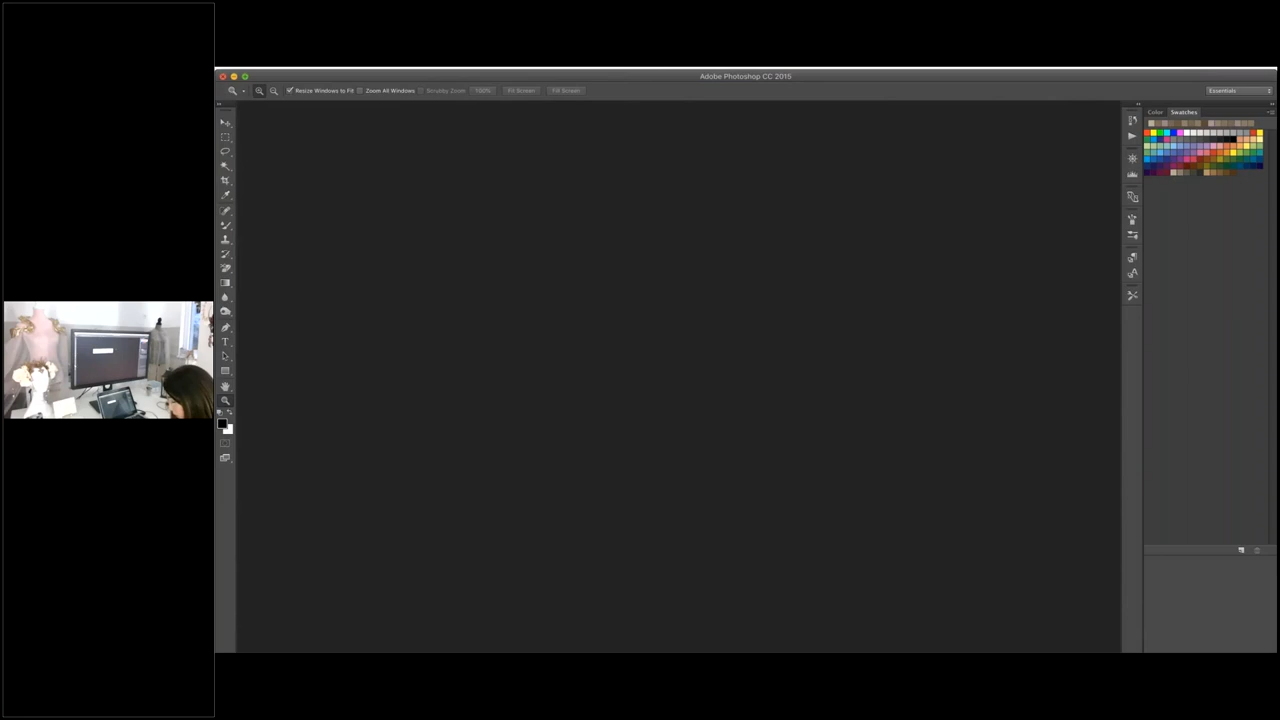 Adobe Photoshop CC 2015
Resize Windows to Fit Zoom All Windows Scrubby Zoom 100% Fit Screen Fill Screen Essentials
Color Swatches